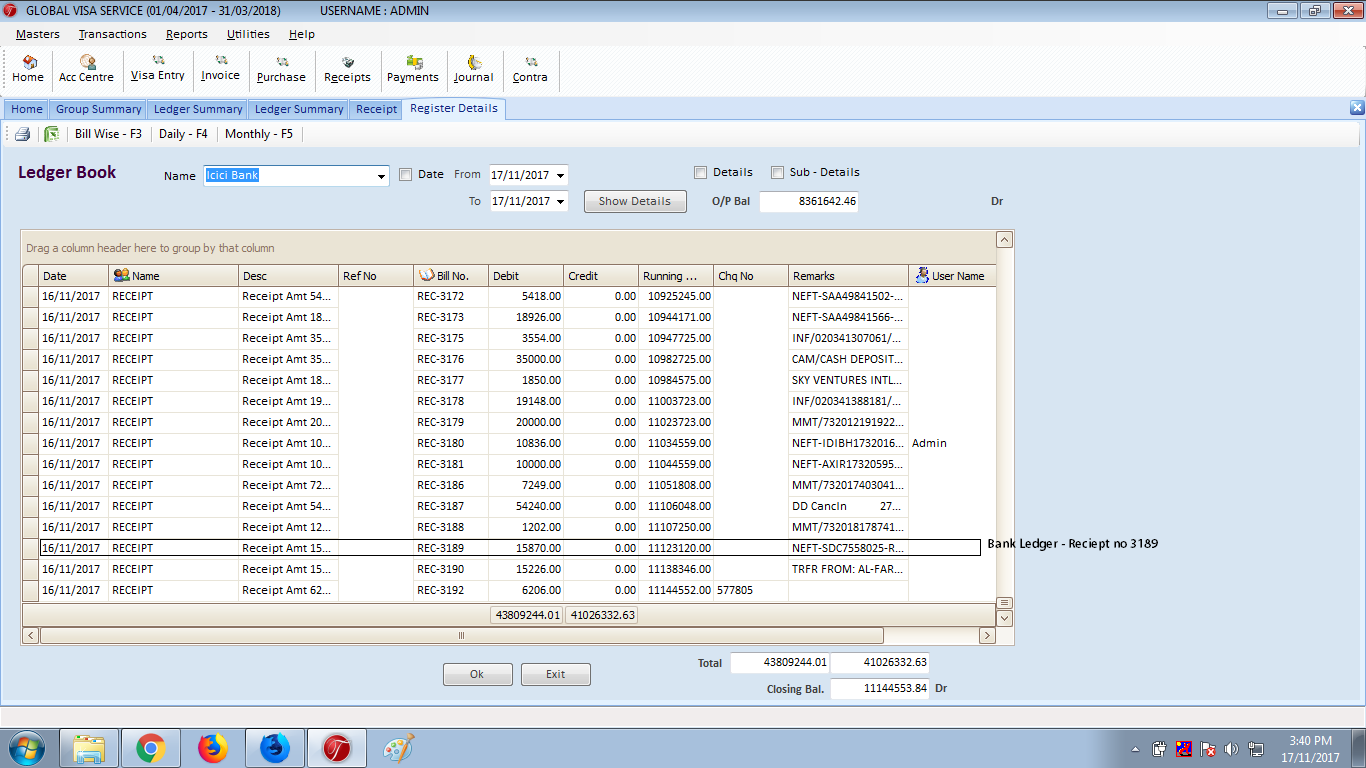 GLOBAL VISA SERVICE (01/04/2017 - 31/03/2018) USERNAME : ADMIN
Masters Transactions Reports Utilities Help
Home Acc Centre Visa Entry Invoice Purchase Receipts Payments Journal Contra
Home Group Summary Ledger Summary Ledger Summary Receipt Register Details
Bill Wise - F3 Daily - F4 Monthly - F5
Ledger Book Name Icici Bank Date From 17/11/2017 Details Sub - Details
To 17/11/2017 Show Details O/P Bal 8361642.46 Dr
Drag a column header here to group by that column
Date Name Desc Ref No Bill No. Debit Credit Running ... Chq No Remarks User Name
16/11/2017 RECEIPT Receipt Amt 54... REC-3172 5418.00 0.00 10925245.00 NEFT-SAA49841502-...
16/11/2017 RECEIPT Receipt Amt 18... REC-3173 18926.00 0.00 10944171.00 NEFT-SAA49841566-...
16/11/2017 RECEIPT Receipt Amt 35... REC-3175 3554.00 0.00 10947725.00 INF/020341307061/...
16/11/2017 RECEIPT Receipt Amt 35... REC-3176 35000.00 0.00 10982725.00 CAM/CASH DEPOSIT...
16/11/2017 RECEIPT Receipt Amt 18... REC-3177 1850.00 0.00 10984575.00 SKY VENTURES INTL...
16/11/2017 RECEIPT Receipt Amt 19... REC-3178 19148.00 0.00 11003723.00 INF/020341388181/...
16/11/2017 RECEIPT Receipt Amt 20... REC-3179 20000.00 0.00 11023723.00 MMT/732012191922...
16/11/2017 RECEIPT Receipt Amt 10... REC-3180 10836.00 0.00 11034559.00 NEFT-IDIBH1732016... Admin
16/11/2017 RECEIPT Receipt Amt 10... REC-3181 10000.00 0.00 11044559.00 NEFT-AXIR17320595...
16/11/2017 RECEIPT Receipt Amt 72... REC-3186 7249.00 0.00 11051808.00 MMT/732017403041...
16/11/2017 RECEIPT Receipt Amt 54... REC-3187 54240.00 0.00 11106048.00 DD Cancln 27...
16/11/2017 RECEIPT Receipt Amt 12... REC-3188 1202.00 0.00 11107250.00 MMT/732018178741...
16/11/2017 RECEIPT Receipt Amt 15... REC-3189 15870.00 0.00 11123120.00 NEFT-SDC7558025-R... Bank Ledger - Reciept no 3189
16/11/2017 RECEIPT Receipt Amt 15... REC-3190 15226.00 0.00 11138346.00 TRFR FROM: AL-FAR...
16/11/2017 RECEIPT Receipt Amt 62... REC-3192 6206.00 0.00 11144552.00 577805
43809244.01 41026332.63
Total 43809244.01 41026332.63
Ok Exit
Closing Bal. 11144553.84 Dr
3:40 PM
17/11/2017